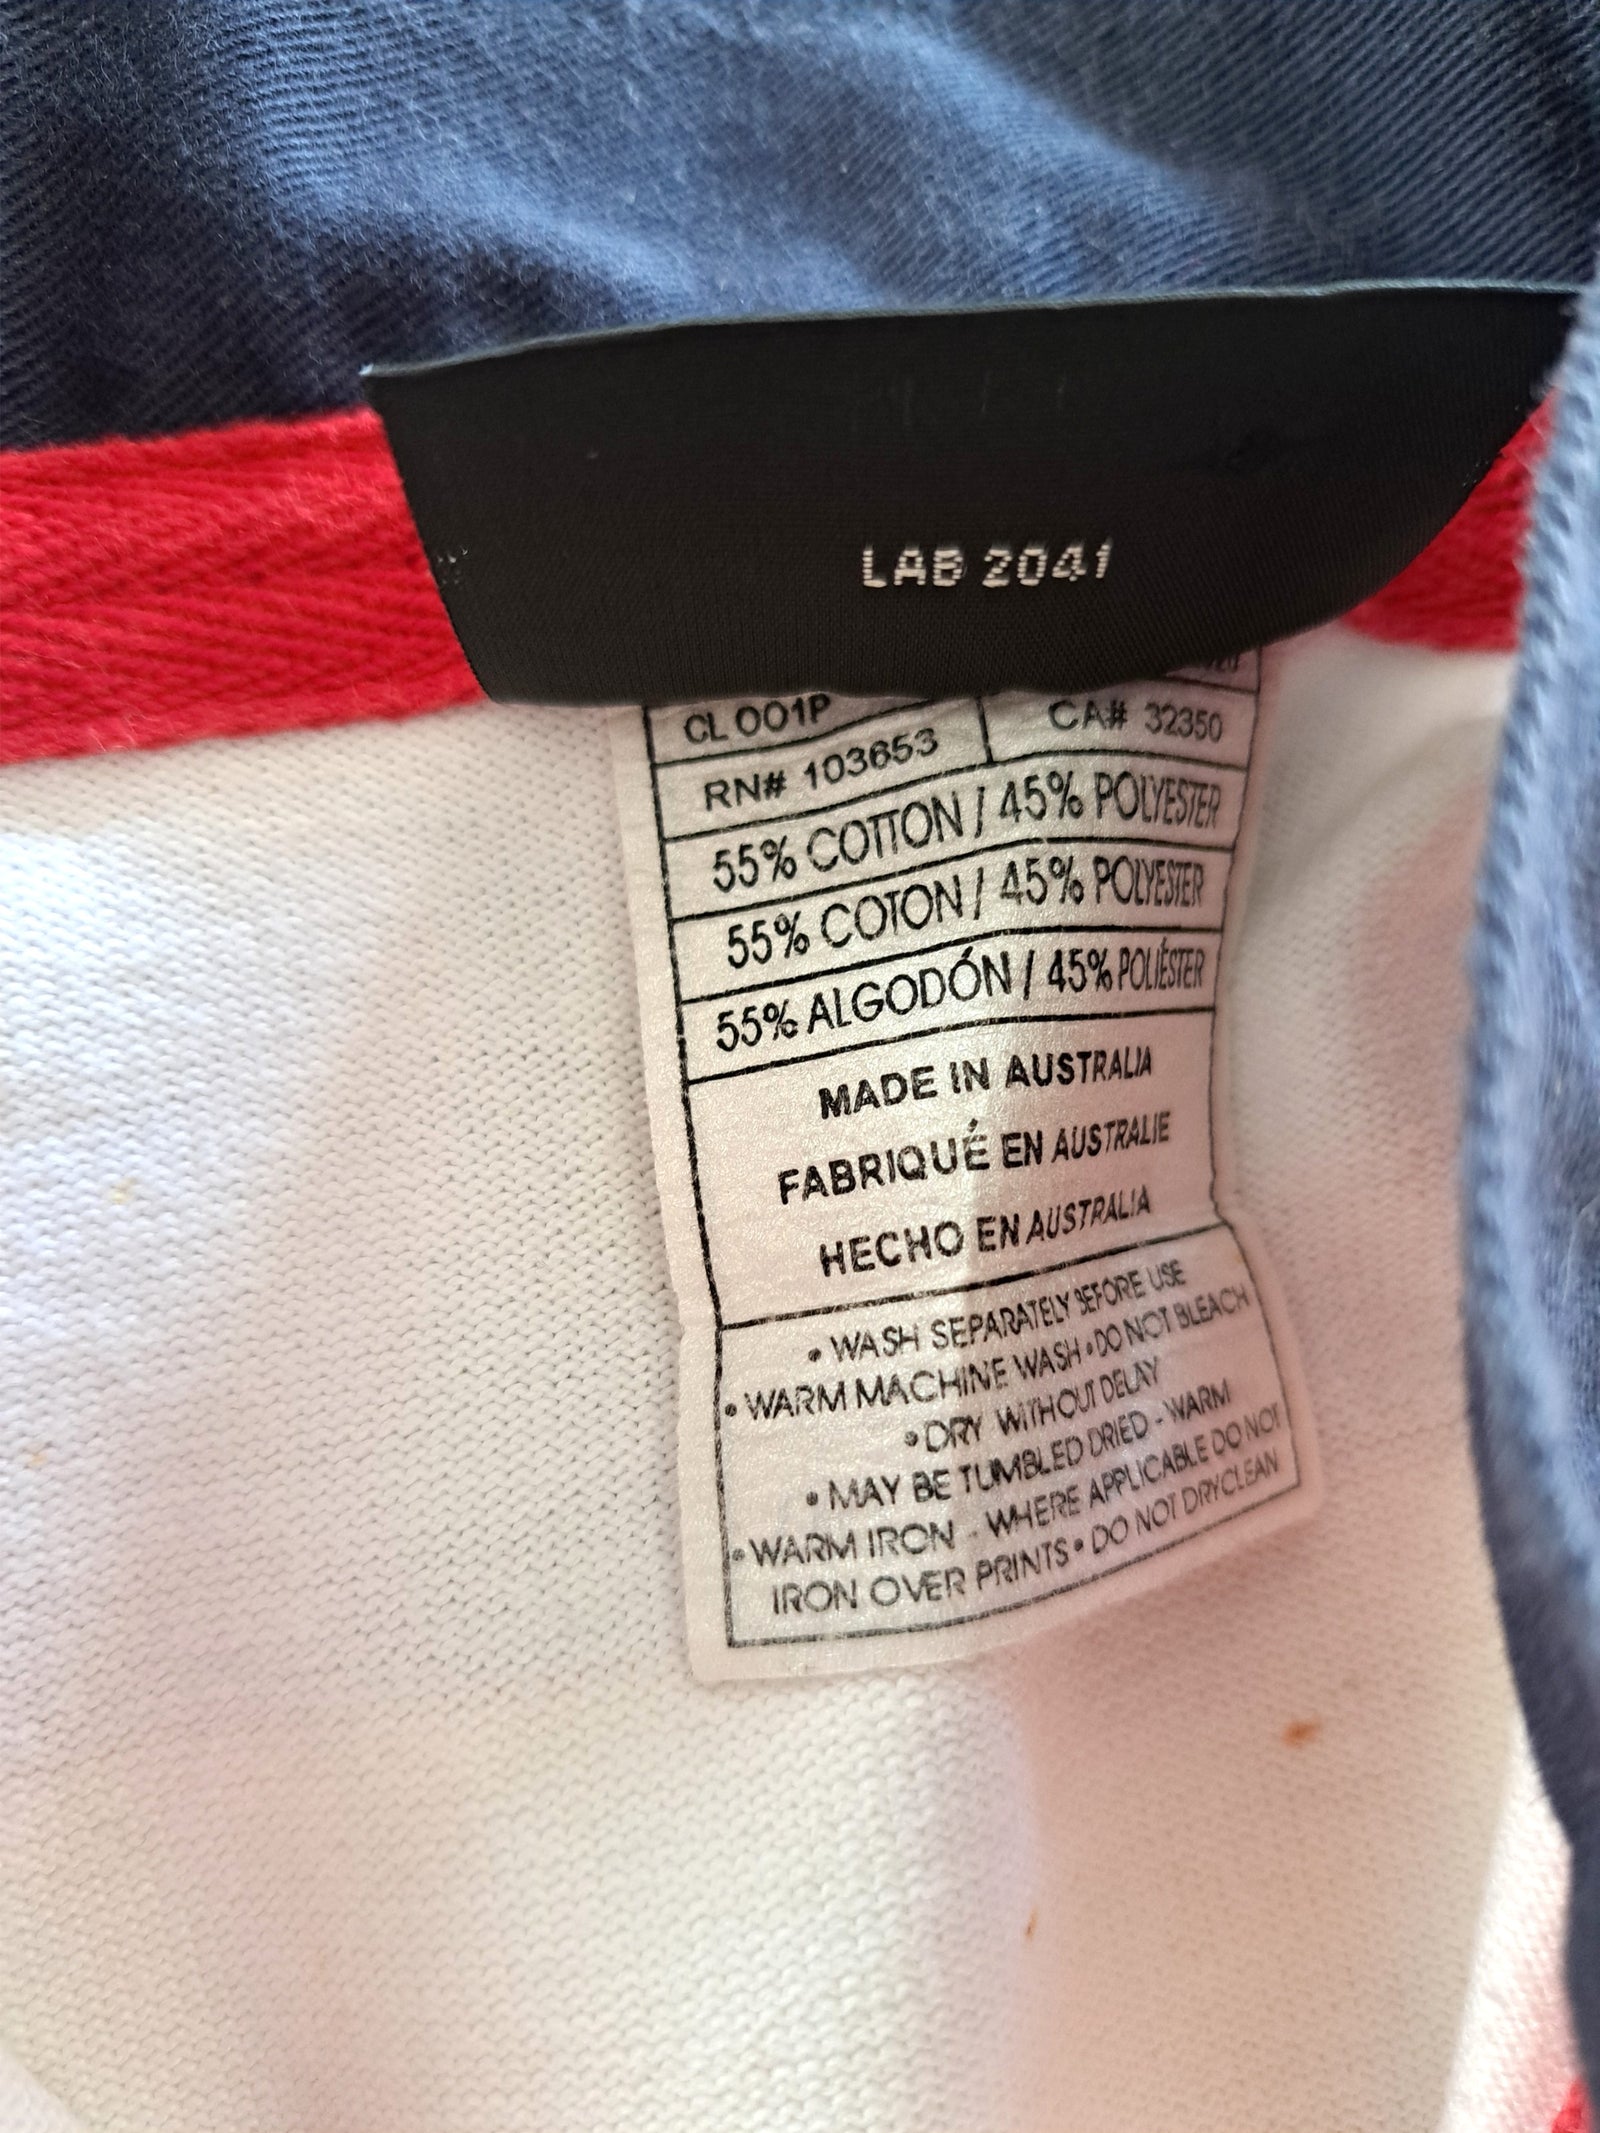 LAB 2041
CL 001P
CA# 32350
RN# 103653
55% COTTON / 45% POLYESTER
55% COTON / 45% POLYESTER
55% ALGODÓN / 45% POLIÉSTER
MADE IN AUSTRALIA
FABRIQUÉ EN AUSTRALIE
HECHO EN AUSTRALIA
• WASH SEPARATELY BEFORE USE
• WARM MACHINE WASH • DO NOT BLEACH
• DRY WITHOUT DELAY
• MAY BE TUMBLED DRIED - WARM
• WARM IRON - WHERE APPLICABLE DO NOT
IRON OVER PRINTS • DO NOT DRYCLEAN